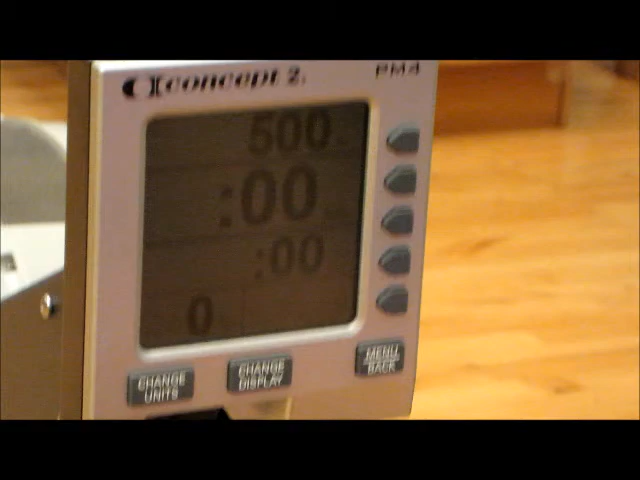 concept 2.
PM4
500
:00
:00
0
CHANGE UNITS
CHANGE DISPLAY
MENU BACK